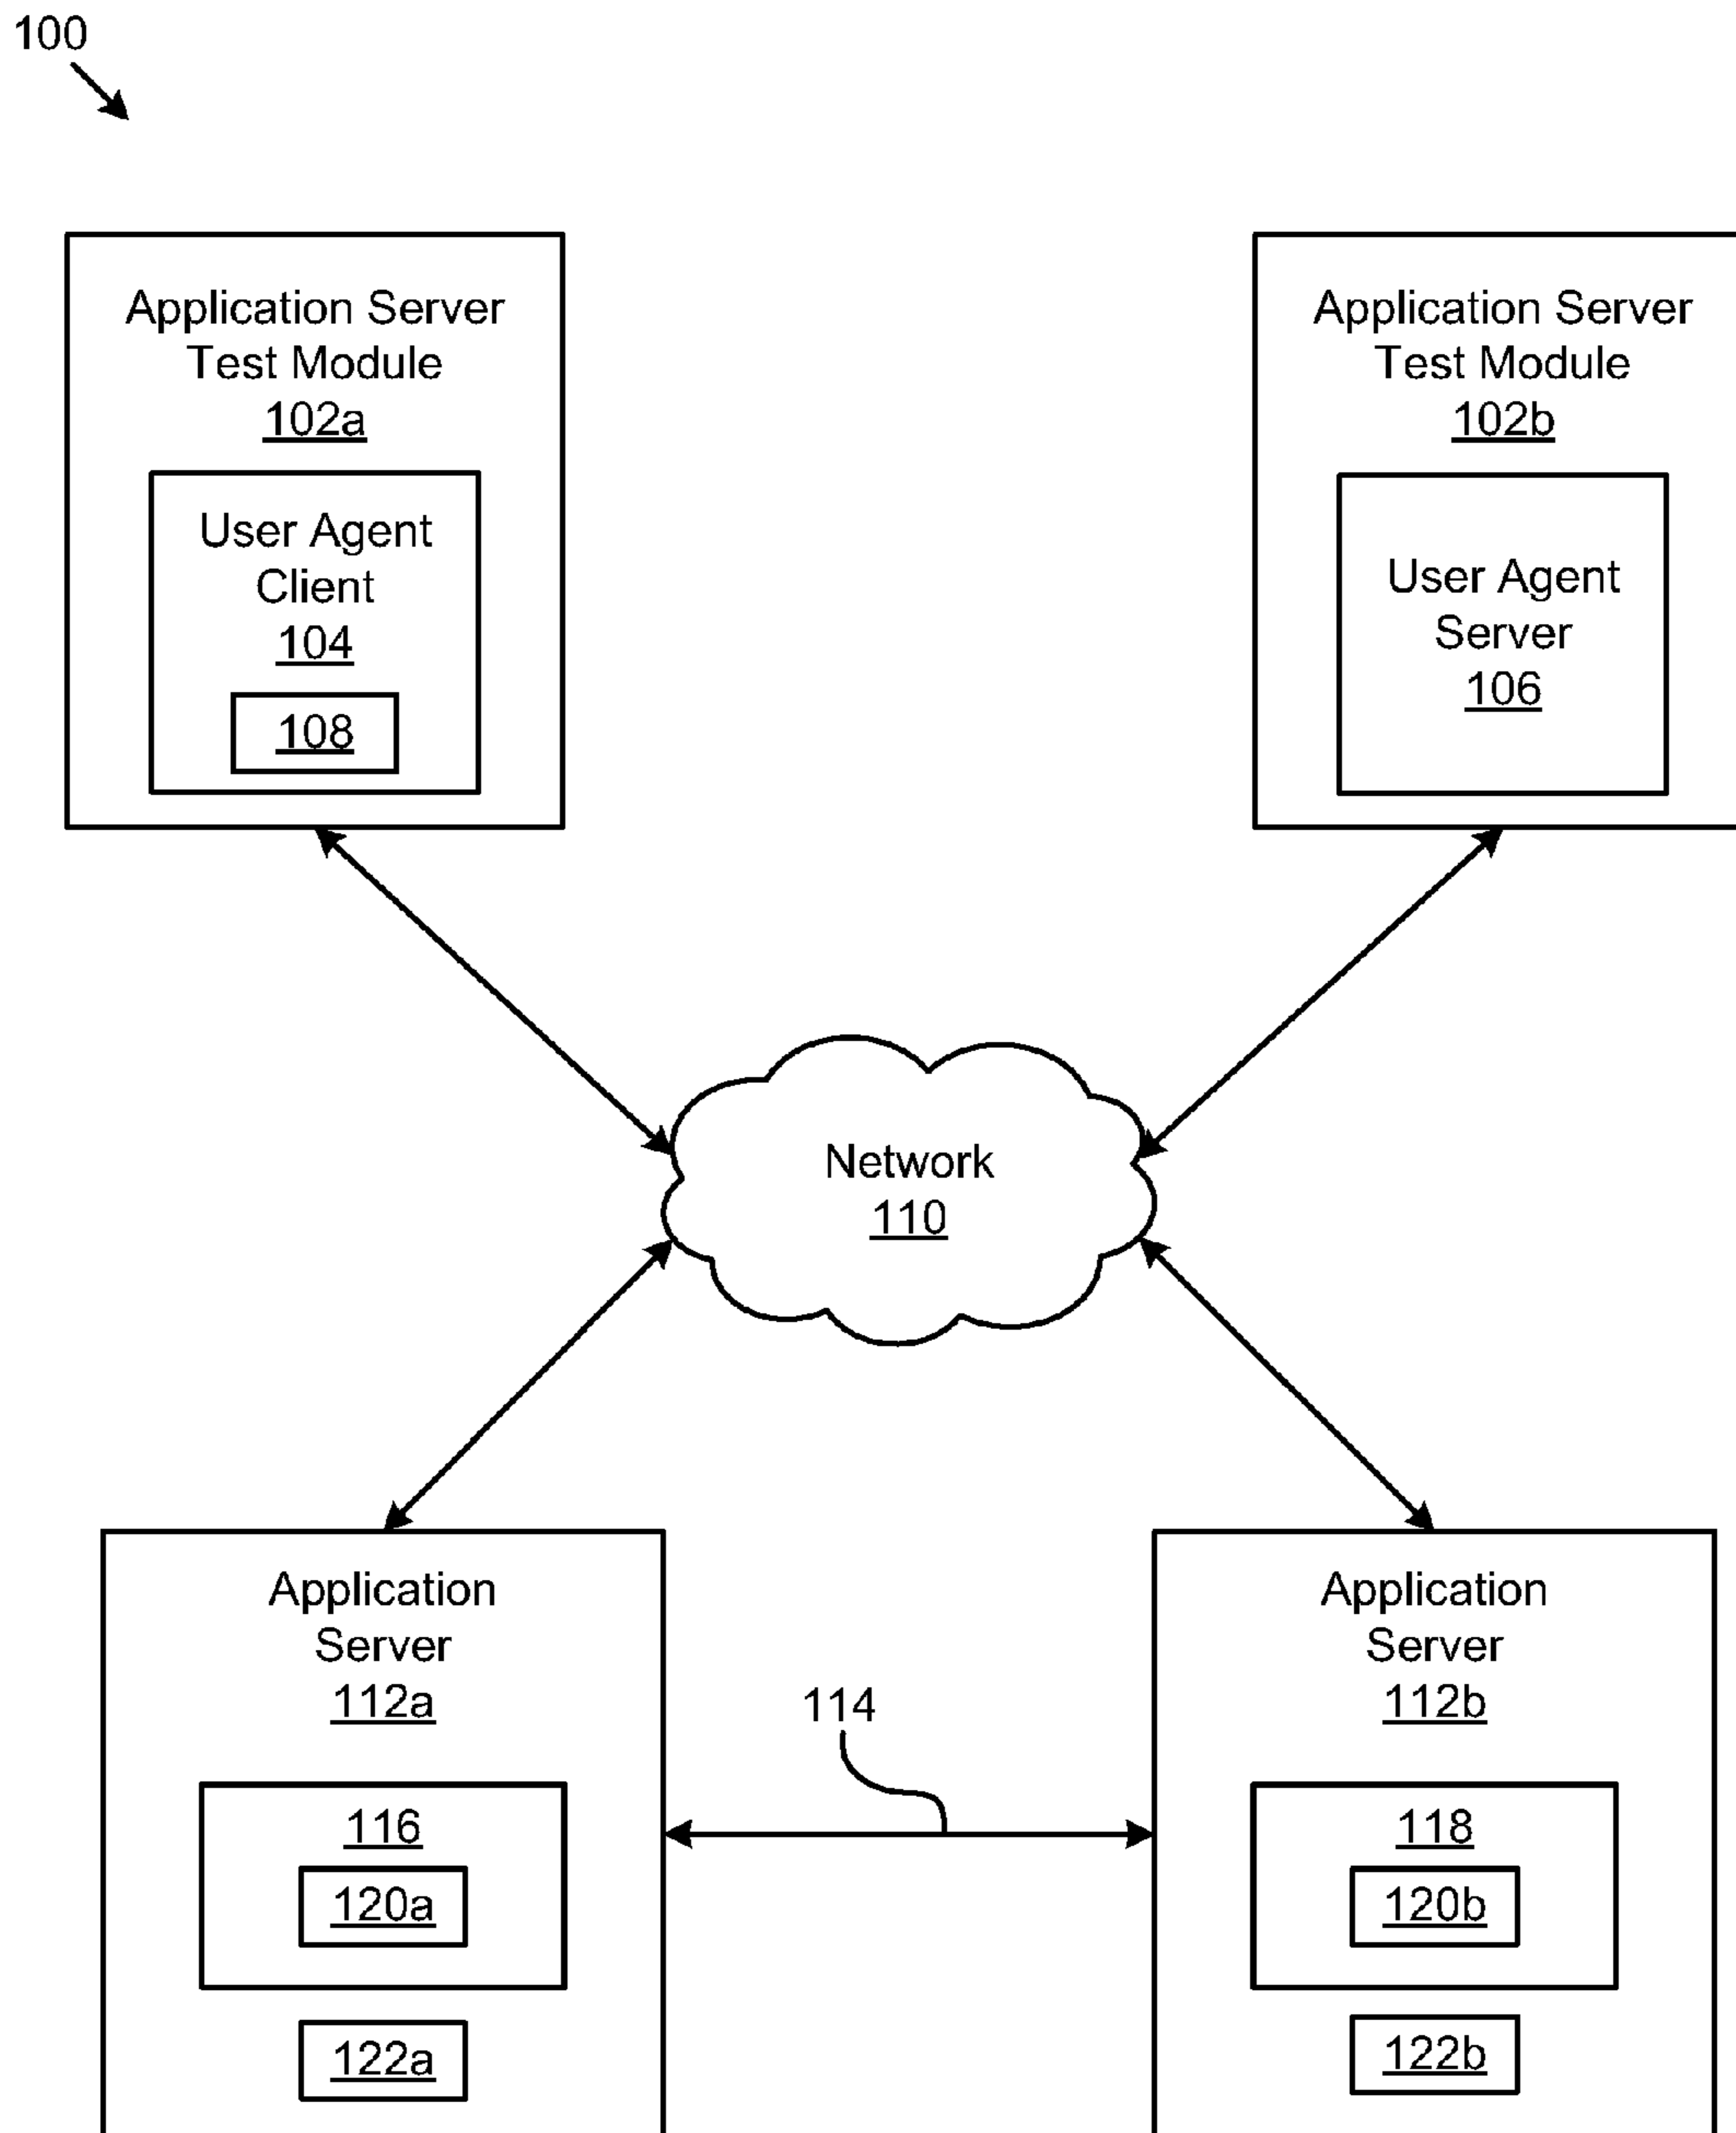 100
Application Server
Test Module
102a
User Agent
Client
104
108
Application Server
Test Module
102b
User Agent
Server
106
Network
110
Application
Server
112a
116
120a
122a
114
Application
Server
112b
118
120b
122b